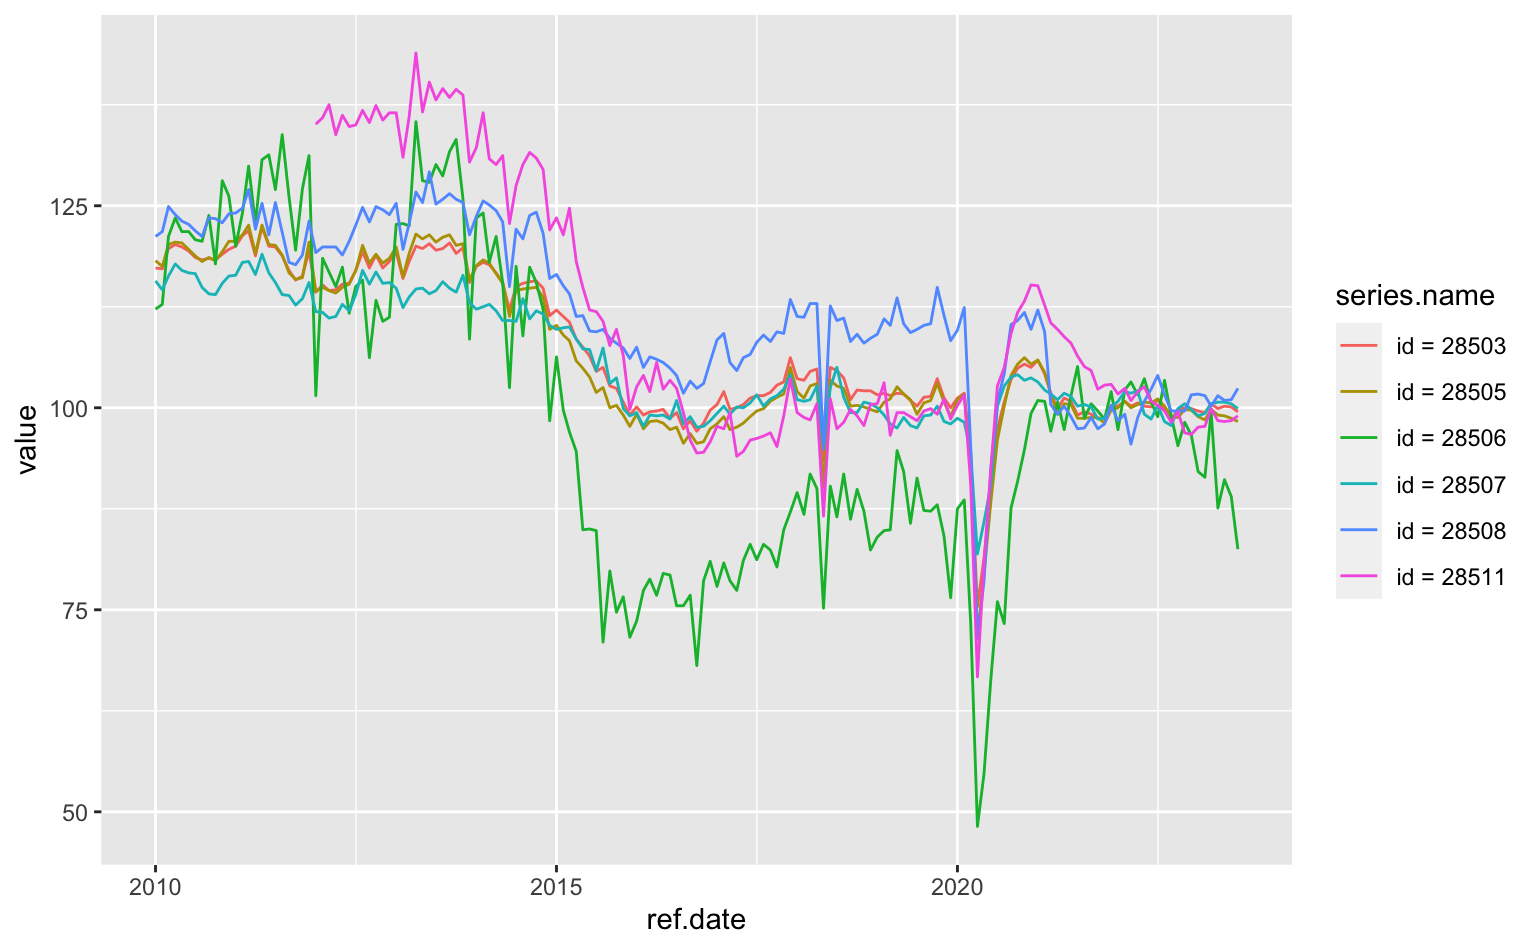 125
100
75
50
value
2010
2015
2020
ref.date
series.name
id = 28503
id = 28505
id = 28506
id = 28507
id = 28508
id = 28511